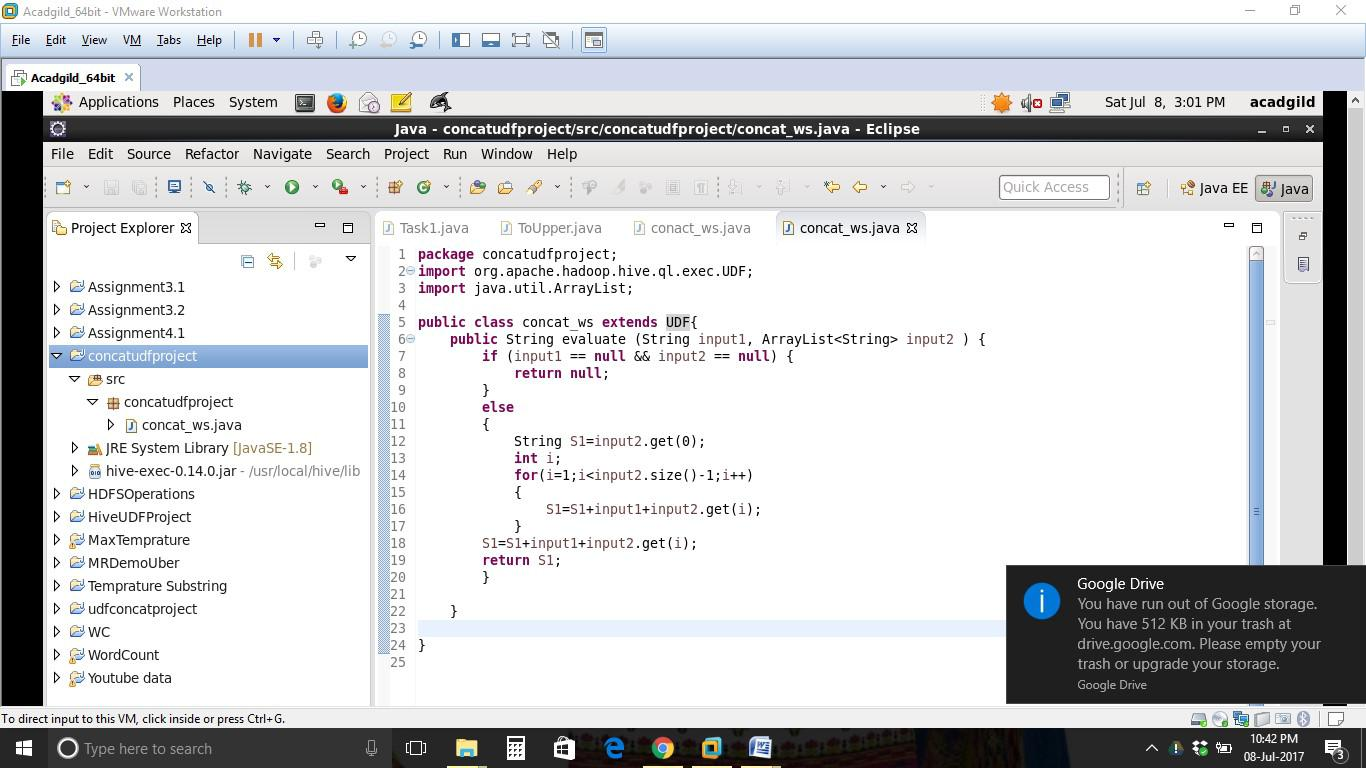 Acadgild_64bit - VMware Workstation
File Edit View VM Tabs Help
Acadgild_64bit
Applications Places System Sat Jul 8, 3:01 PM acadgild
Java - concatudfproject/src/concatudfproject/concat_ws.java - Eclipse
File Edit Source Refactor Navigate Search Project Run Window Help
Quick Access Java EE Java
Project Explorer
Task1.java ToUpper.java conact_ws.java concat_ws.java
Assignment3.1
Assignment3.2
Assignment4.1
concatudfproject
src
concatudfproject
concat_ws.java
JRE System Library [JavaSE-1.8]
hive-exec-0.14.0.jar - /usr/local/hive/lib
HDFSOperations
HiveUDFProject
MaxTemprature
MRDemoUber
Temprature Substring
udfconcatproject
WC
WordCount
Youtube data
1 package concatudfproject;
2 import org.apache.hadoop.hive.ql.exec.UDF;
3 import java.util.ArrayList;
4
5 public class concat_ws extends UDF{
6 public String evaluate (String input1, ArrayList<String> input2 ) {
7 if (input1 == null && input2 == null) {
8 return null;
9 }
10 else
11 {
12 String S1=input2.get(0);
13 int i;
14 for(i=1;i<input2.size()-1;i++)
15 {
16 S1=S1+input1+input2.get(i);
17 }
18 S1=S1+input1+input2.get(i);
19 return S1;
20 }
21
22 }
23
24 }
25
Google Drive
You have run out of Google storage.
You have 512 KB in your trash at
drive.google.com. Please empty your
trash or upgrade your storage.
Google Drive
To direct input to this VM, click inside or press Ctrl+G.
Type here to search
10:42 PM
08-Jul-2017
3